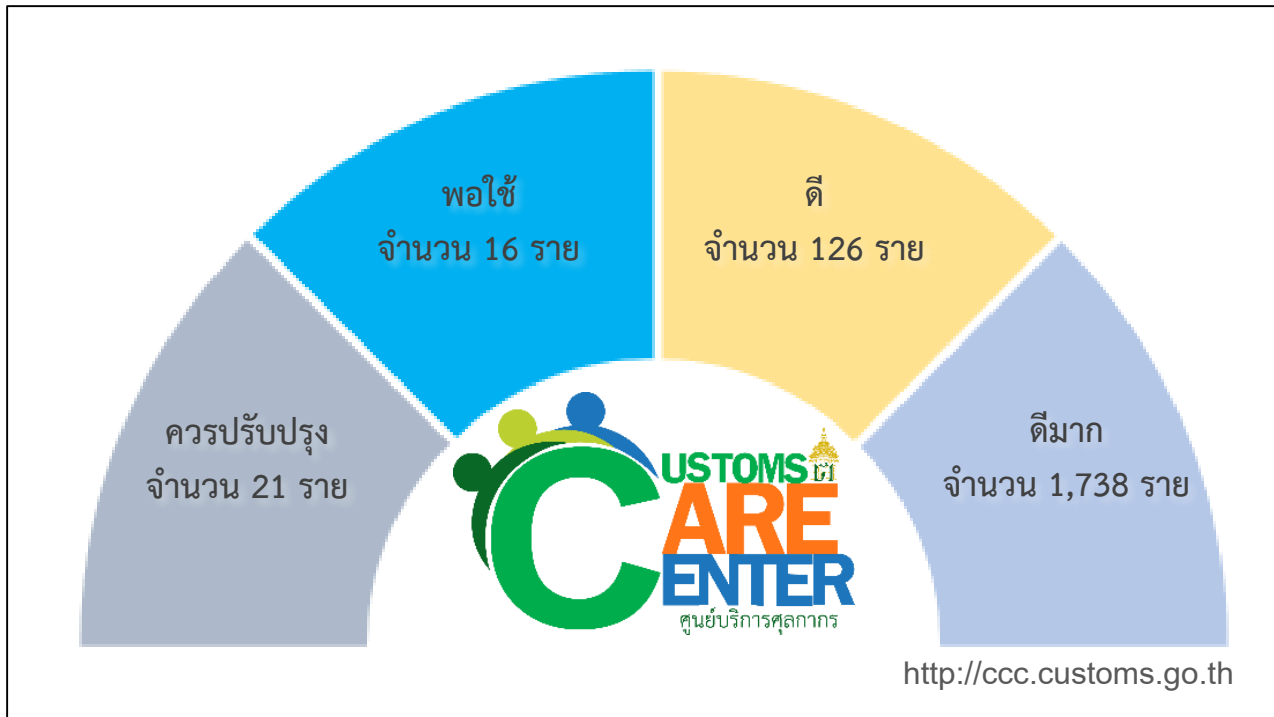 พอใช้
จำนวน 16 ราย
ดี
จำนวน 126 ราย
ควรปรับปรุง
จำนวน 21 ราย
ดีมาก
จำนวน 1,738 ราย
CUSTOMS
CARE
CENTER
ศูนย์บริการศุลกากร
http://ccc.customs.go.th